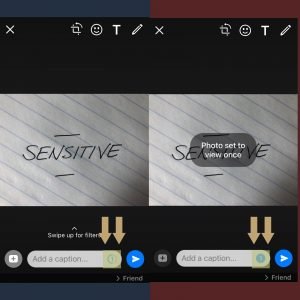 T
SENSITIVE
Swipe up for filters
Add a caption...
1
> Friend
T
SENSITIVE
Photo set to
view once
Add a caption...
1
> Friend